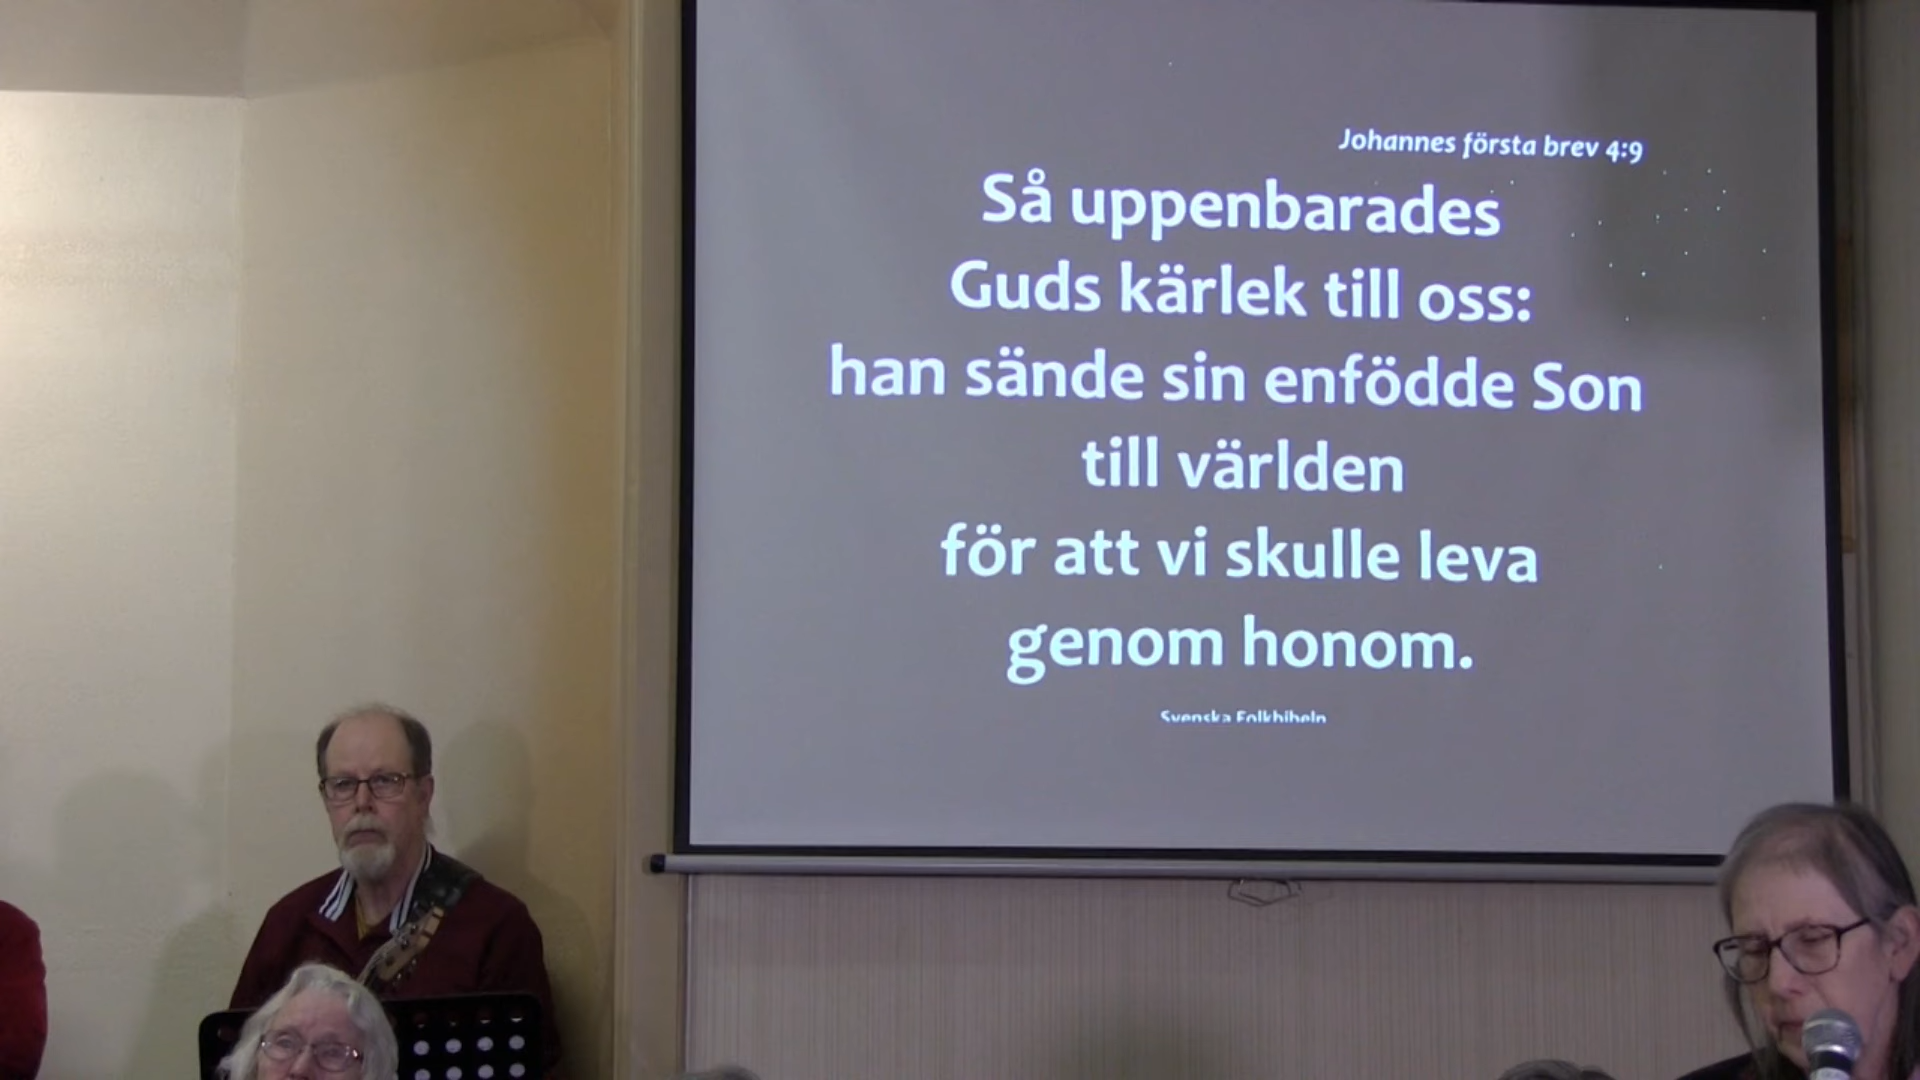 Johannes första brev 4:9
Så uppenbarades
Guds kärlek till oss:
han sände sin enfödde Son
till världen
för att vi skulle leva
genom honom.
Svenska Folkbibeln